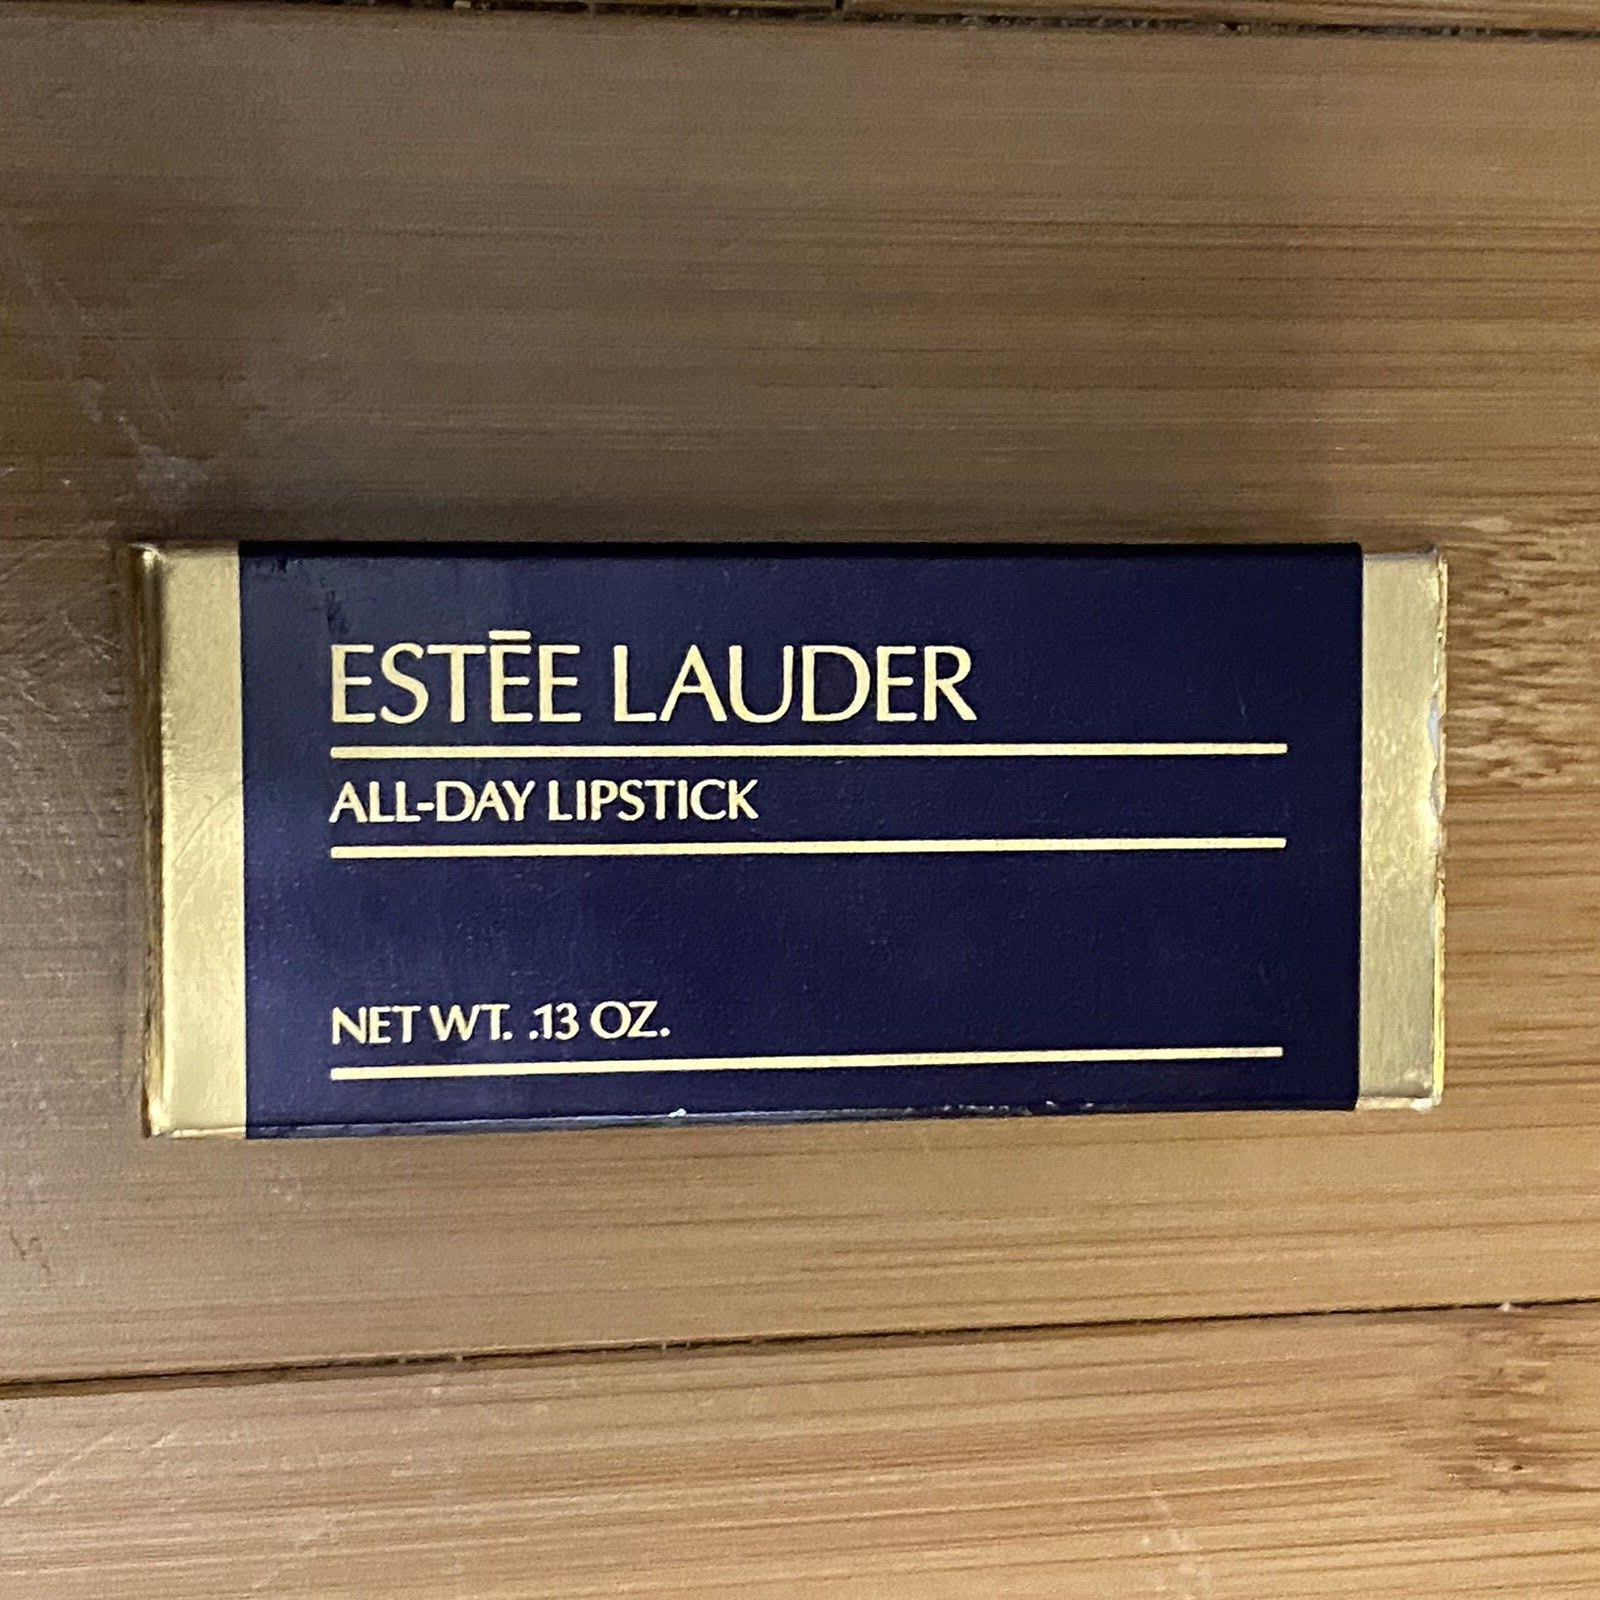 ESTĒE LAUDER
ALL-DAY LIPSTICK
NET WT. .13 OZ.